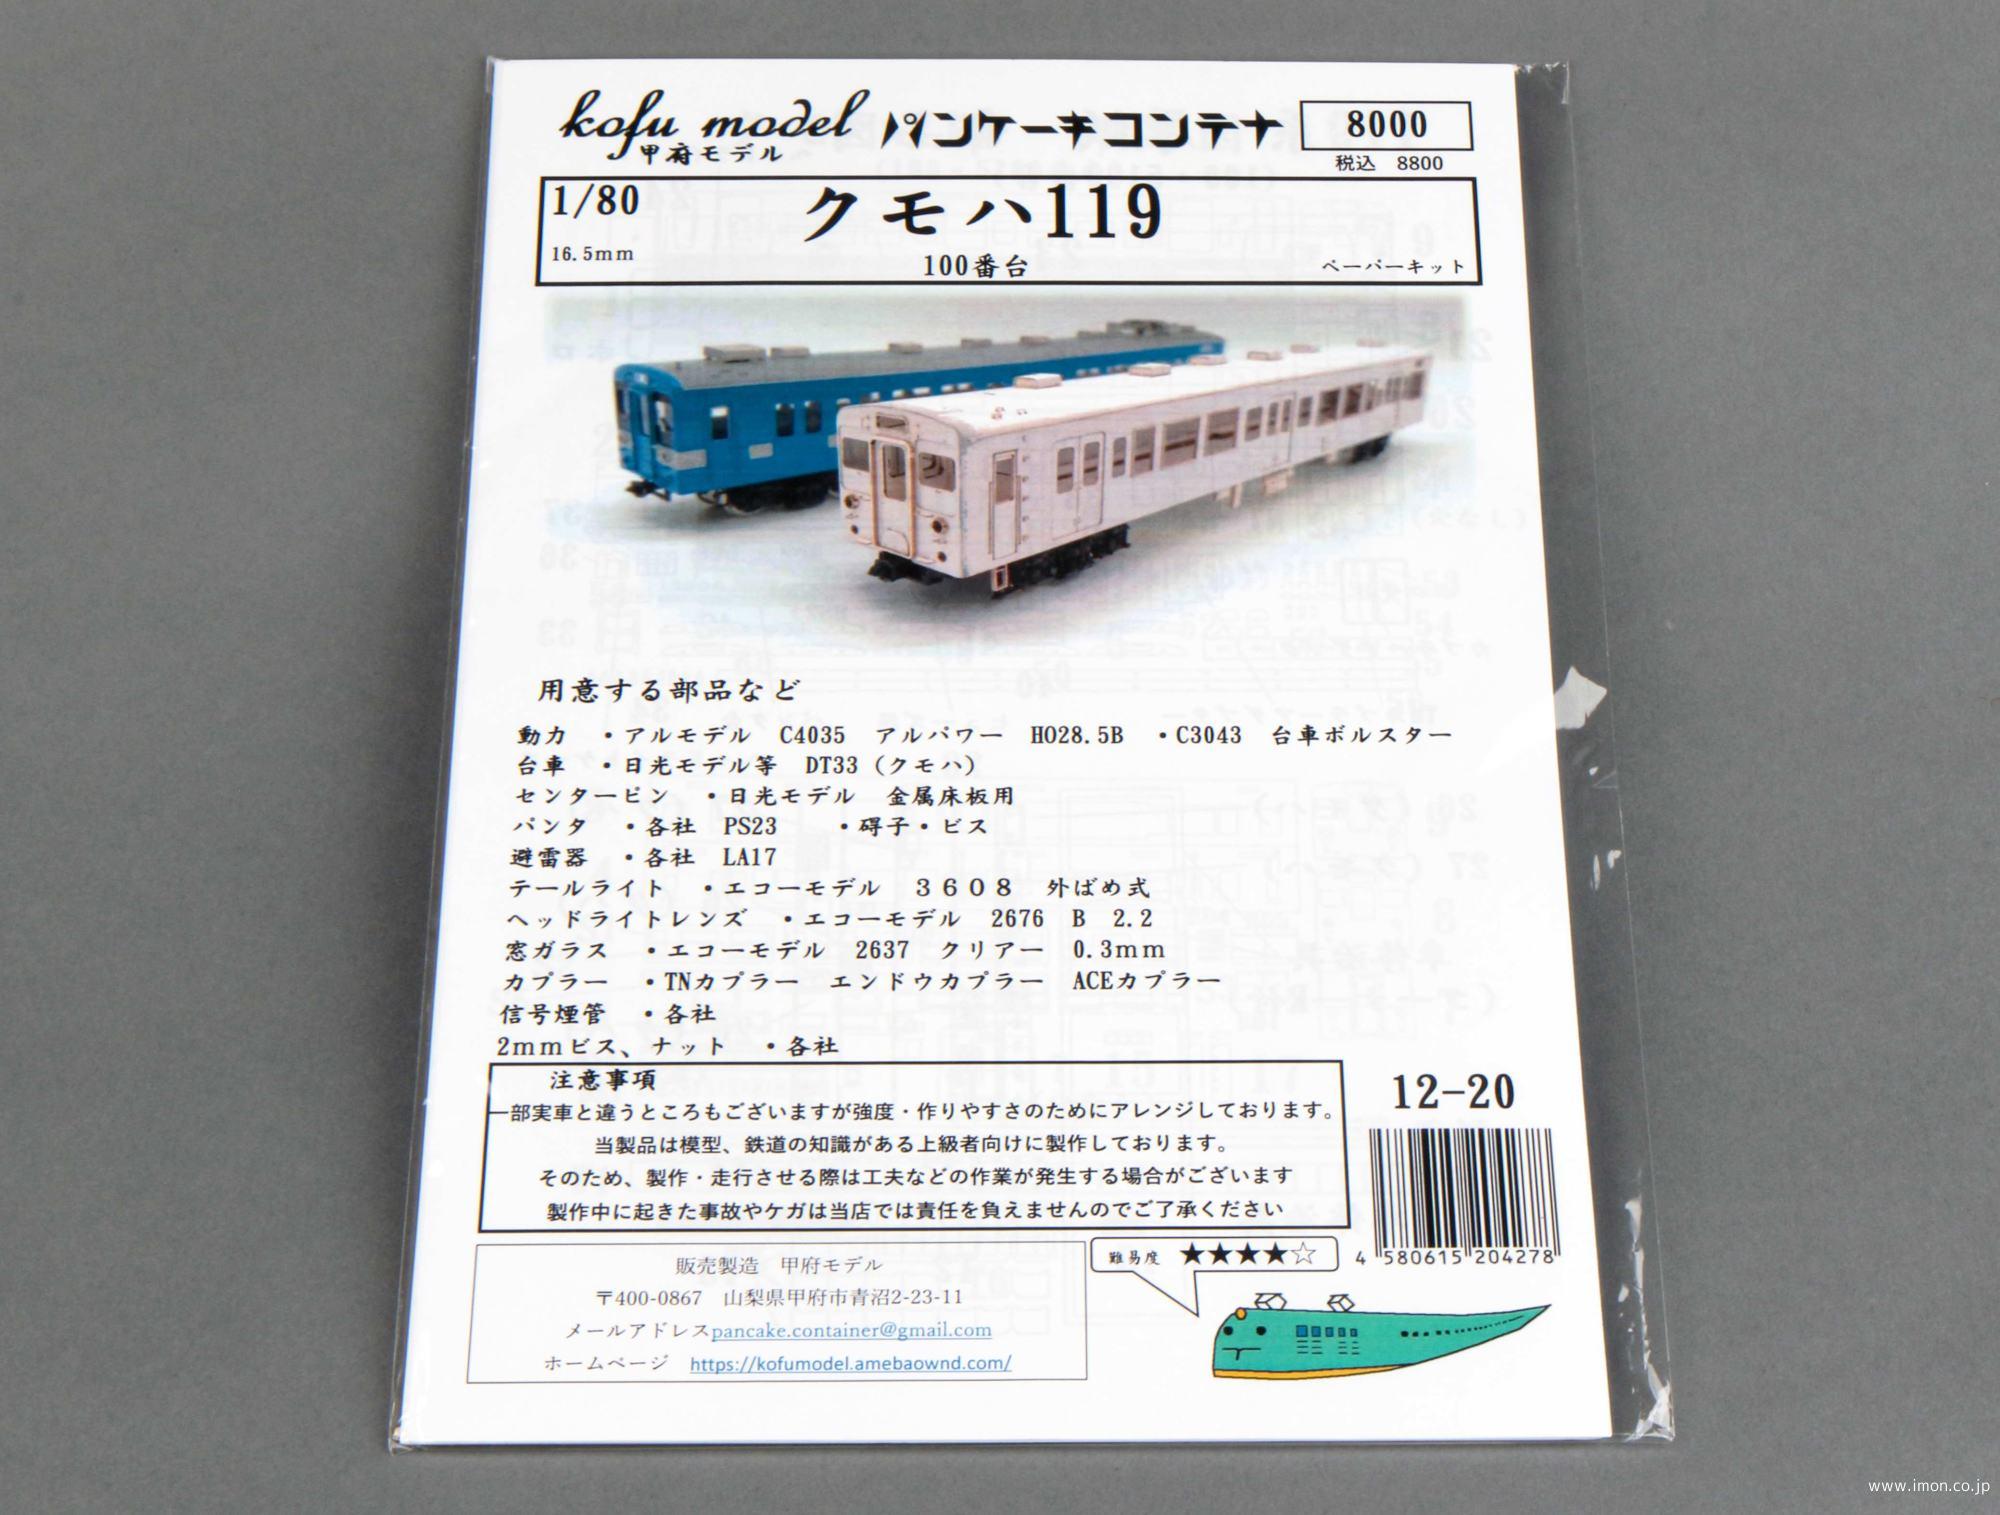 kofu model パンケーキコンテナ 8000
甲府モデル
税込 8800
1/80 クモハ119
16.5mm 100番台 ペーパーキット
用意する部品など
動力 ・アルモデル C4035 アルパワー HO28.5B ・C3043 台車ボルスター
台車 ・日光モデル等 DT33（クモハ）
センターピン ・日光モデル 金属床板用
パンタ ・各社 PS23 ・碍子・ビス
避雷器 ・各社 LA17
テールライト ・エコーモデル ３６０８ 外ばめ式
ヘッドライトレンズ ・エコーモデル 2676 B 2.2
窓ガラス ・エコーモデル 2637 クリアー 0.3mm
カプラー ・TNカプラー エンドウカプラー ACEカプラー
信号煙管 ・各社
2mmビス、ナット ・各社
注意事項
一部実車と違うところもございますが強度・作りやすさのためにアレンジしております。
当製品は模型、鉄道の知識がある上級者向けに製作しております。
そのため、製作・走行させる際は工夫などの作業が発生する場合がございます
製作中に起きた事故やケガは当店では責任を負えませんのでご了承ください
12-20
4 580615 204278
難易度 ★★★★☆
販売製造 甲府モデル
〒400-0867 山梨県甲府市青沼2-23-11
メールアドレスpancake.container@gmail.com
ホームページ https://kofumodel.amebaownd.com/
www.imon.co.jp